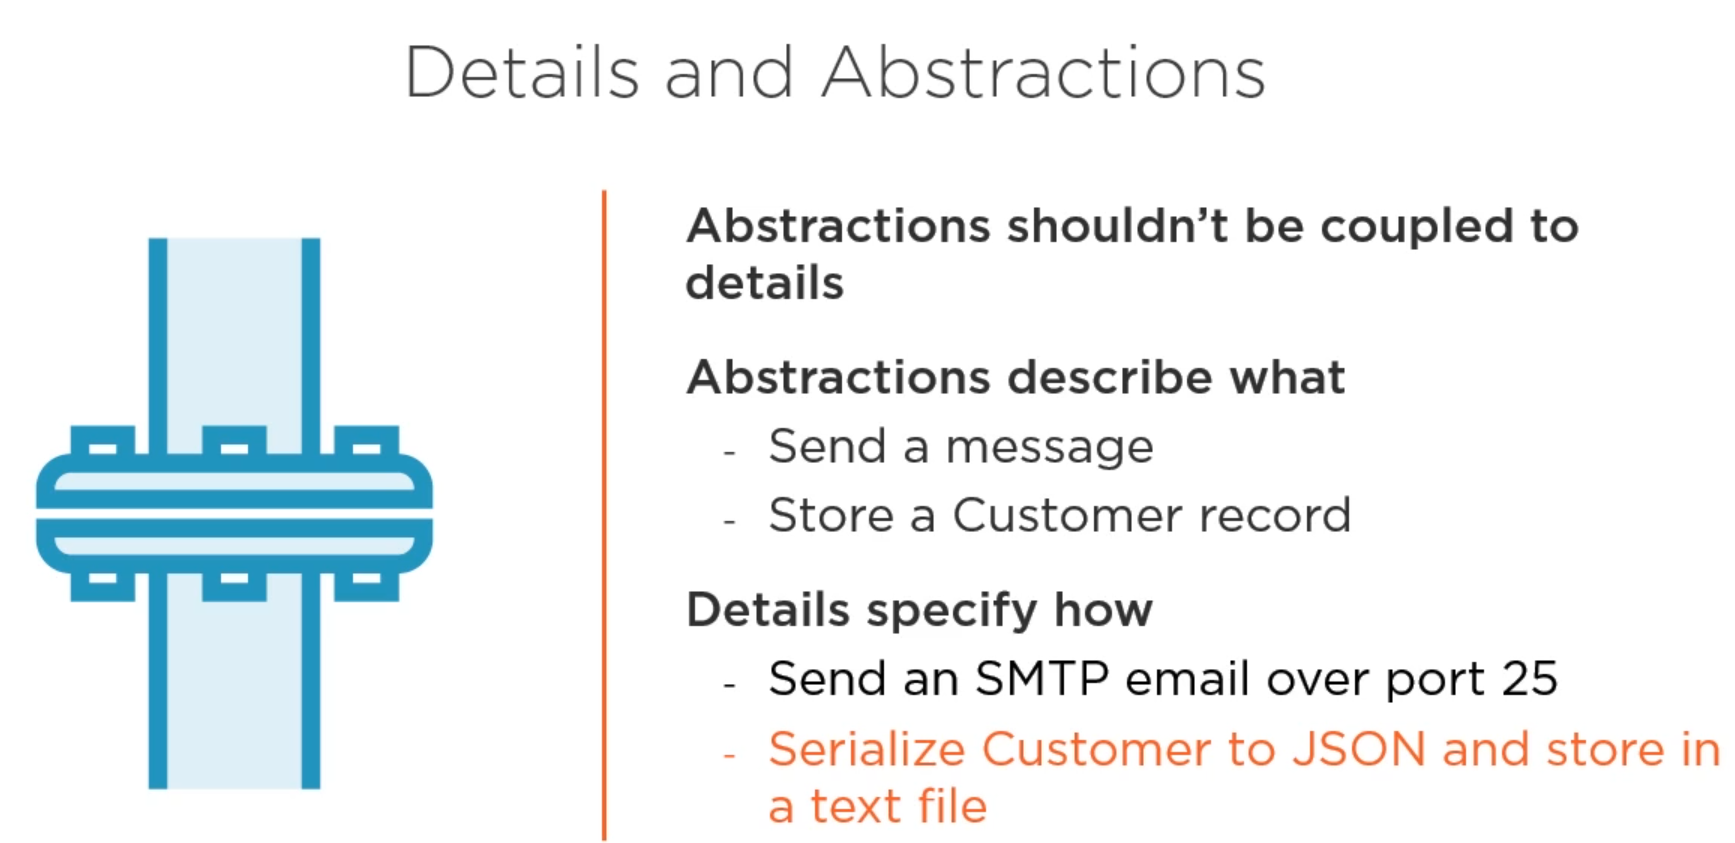 Details and Abstractions
Abstractions shouldn’t be coupled to
details
Abstractions describe what
- Send a message
- Store a Customer record
Details specify how
- Send an SMTP email over port 25
- Serialize Customer to JSON and store in
a text file